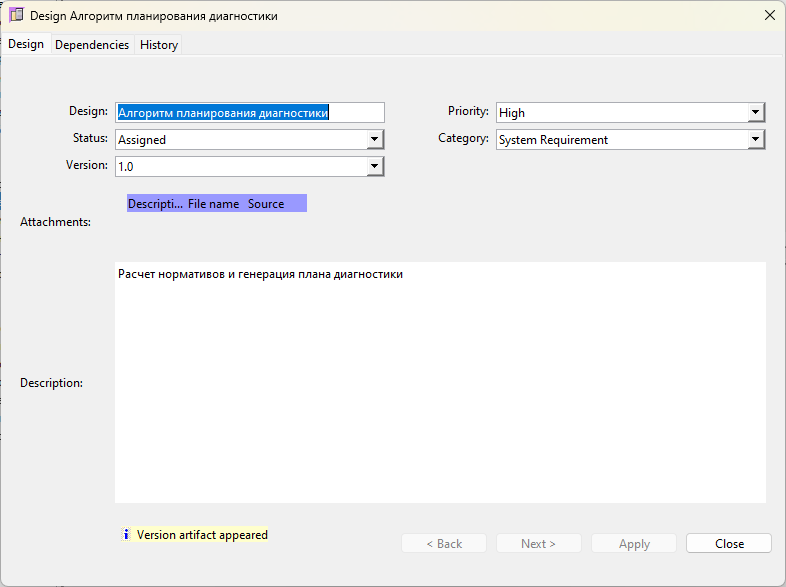 Design Алгоритм планирования диагностики
Design Dependencies History
Design: Алгоритм планирования диагностики
Priority: High
Status: Assigned
Category: System Requirement
Version: 1.0
Descripti... File name Source
Attachments:
Расчет нормативов и генерация плана диагностики
Description:
i Version artifact appeared
< Back Next > Apply Close